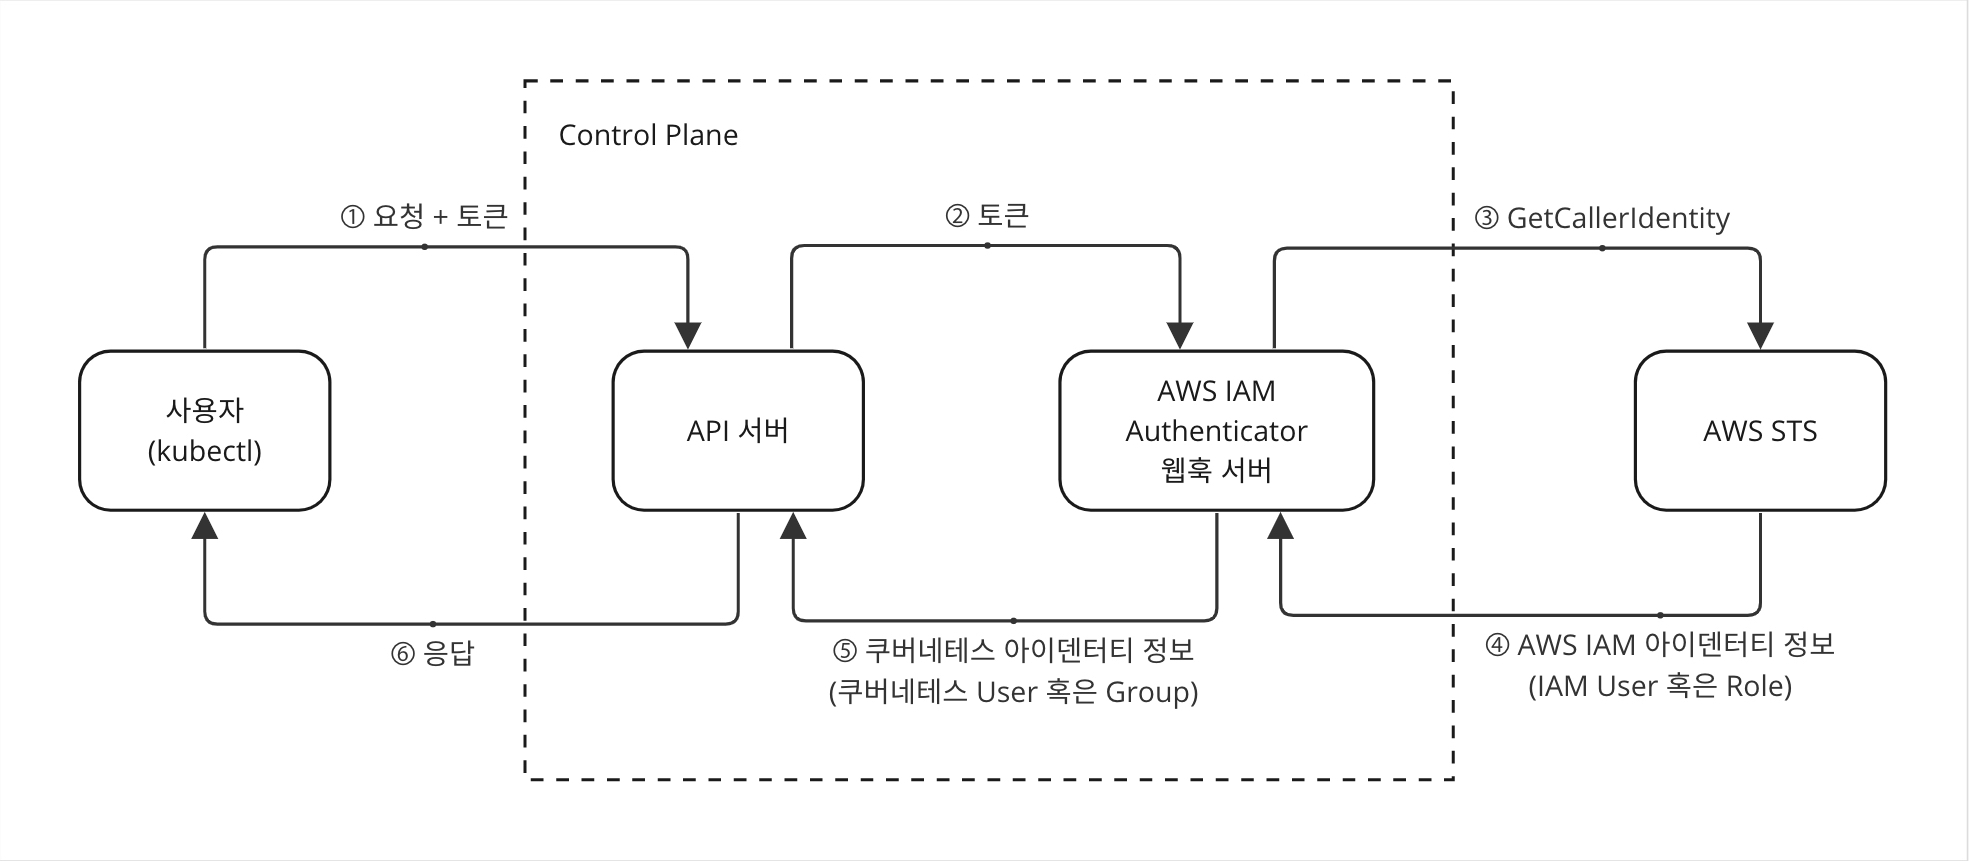 Control Plane
① 요청 + 토큰
② 토큰
③ GetCallerIdentity
사용자
(kubectl)
API 서버
AWS IAM
Authenticator
웹훅 서버
AWS STS
⑥ 응답
⑤ 쿠버네테스 아이덴터티 정보
(쿠버네테스 User 혹은 Group)
④ AWS IAM 아이덴터티 정보
(IAM User 혹은 Role)